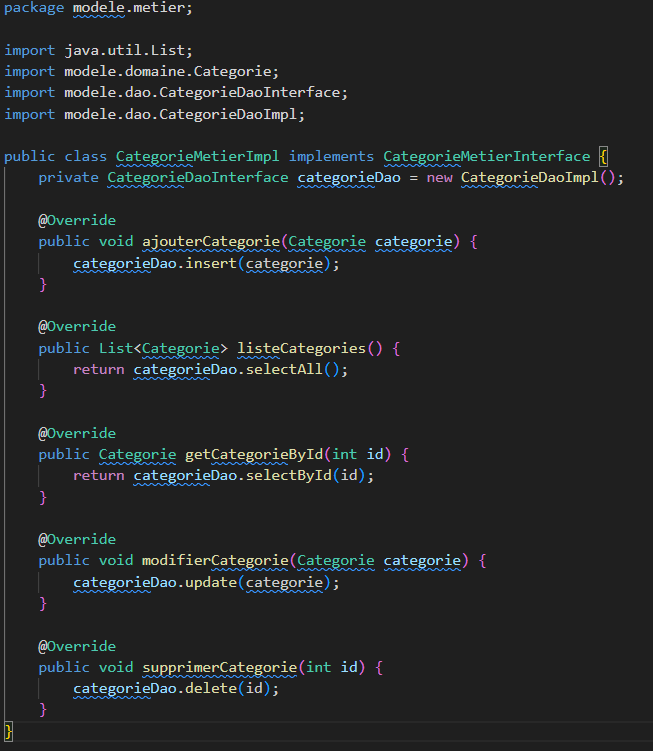 package modele.metier;

import java.util.List;
import modele.domaine.Categorie;
import modele.dao.CategorieDaoInterface;
import modele.dao.CategorieDaoImpl;

public class CategorieMetierImpl implements CategorieMetierInterface {
    private CategorieDaoInterface categorieDao = new CategorieDaoImpl();

    @Override
    public void ajouterCategorie(Categorie categorie) {
        categorieDao.insert(categorie);
    }

    @Override
    public List<Categorie> listeCategories() {
        return categorieDao.selectAll();
    }

    @Override
    public Categorie getCategorieById(int id) {
        return categorieDao.selectById(id);
    }

    @Override
    public void modifierCategorie(Categorie categorie) {
        categorieDao.update(categorie);
    }

    @Override
    public void supprimerCategorie(int id) {
        categorieDao.delete(id);
    }
}